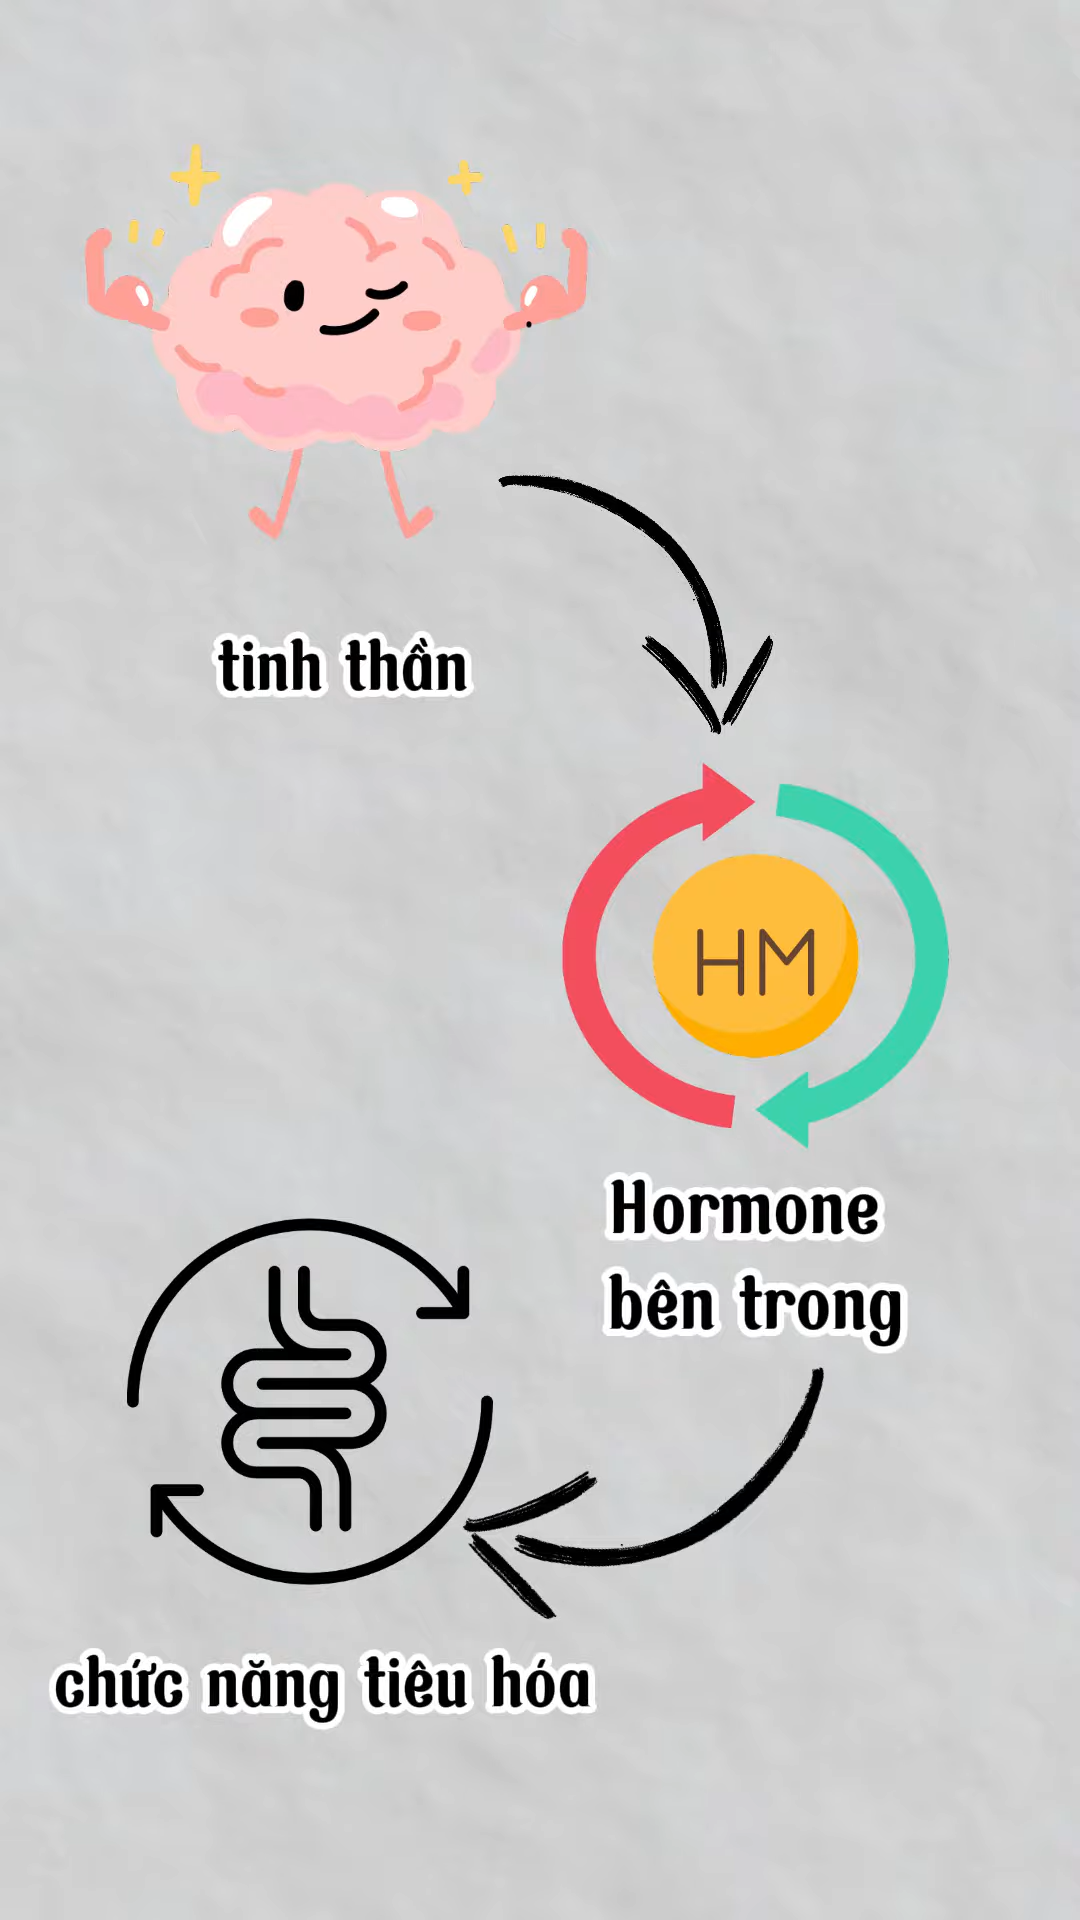 tinh thần
HM
Hormone
bên trong
chức năng tiêu hóa